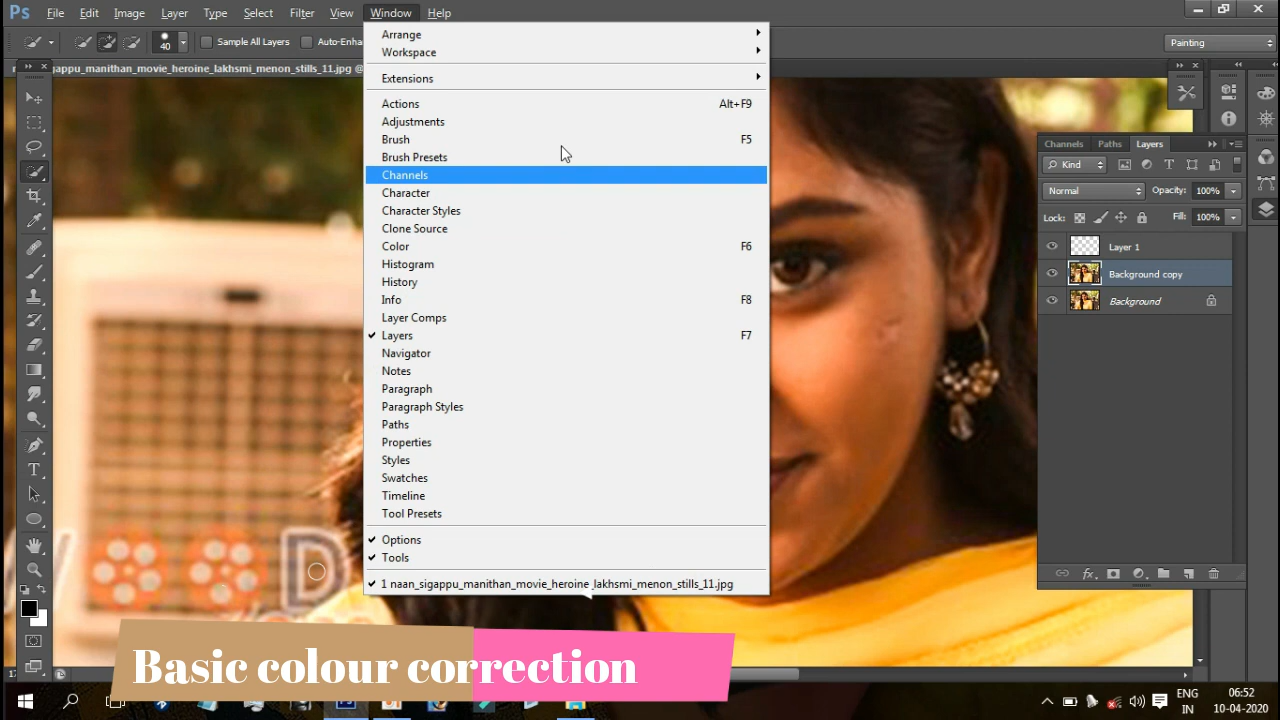 Ps File Edit Image Layer Type Select Filter View Window Help
40 Sample All Layers Auto-Enha Painting
gappu_manithan_movie_heroine_lakhsmi_menon_stills_11.jpg @
Arrange
Workspace
Extensions
Actions Alt+F9
Adjustments
Brush F5
Brush Presets
Channels
Character
Character Styles
Clone Source
Color F6
Histogram
History
Info F8
Layer Comps
Layers F7
Navigator
Notes
Paragraph
Paragraph Styles
Paths
Properties
Styles
Swatches
Timeline
Tool Presets
Options
Tools
1 naan_sigappu_manithan_movie_heroine_lakhsmi_menon_stills_11.jpg
Channels Paths Layers
Kind
Normal Opacity: 100%
Lock: Fill: 100%
Layer 1
Background copy
Background
Basic colour correction
ENG
IN
06:52
10-04-2020